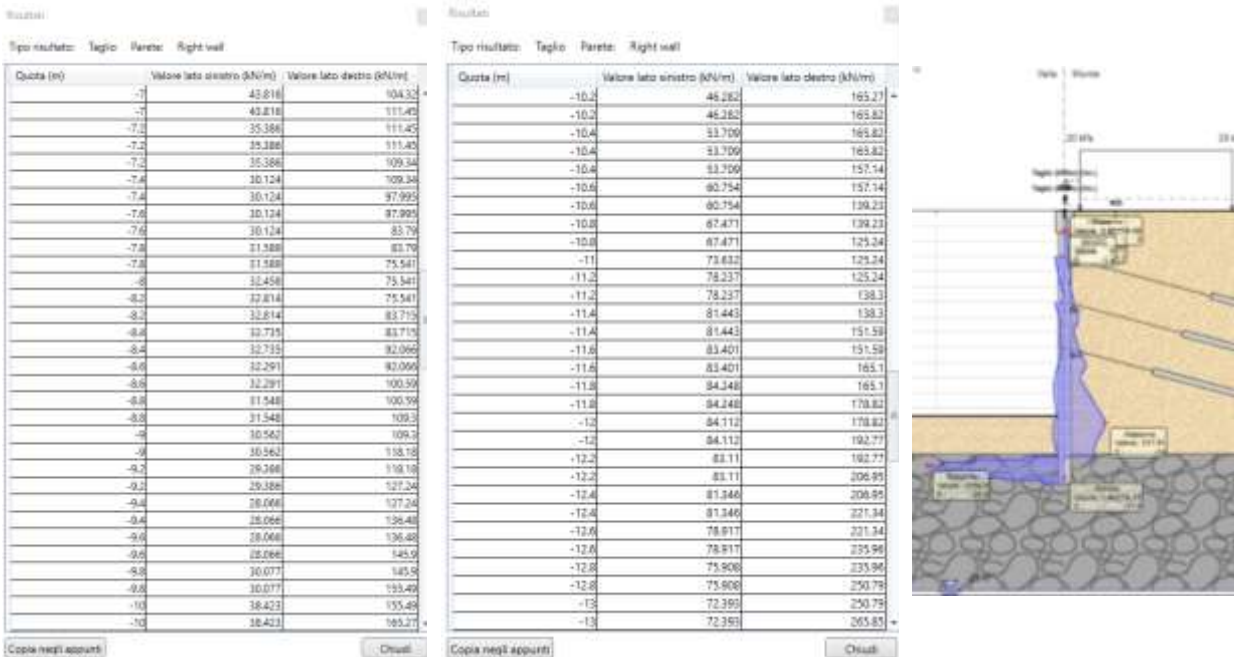 Risultati
Tipo risultato: Taglio Parete: Right wall
Quota (m) Valore lato sinistro (kN/m) Valore lato destro (kN/m)
-7 43.816 104.32
-7 43.816 111.45
-7.2 35.386 111.45
-7.2 35.386 111.45
-7.2 35.386 109.34
-7.4 30.124 109.34
-7.4 30.124 97.995
-7.6 30.124 97.995
-7.6 30.124 83.79
-7.8 31.588 83.79
-7.8 31.588 75.541
-8 32.458 75.541
-8.2 32.814 75.541
-8.2 32.814 83.715
-8.4 32.735 83.715
-8.4 32.735 92.066
-8.6 32.291 92.066
-8.6 32.291 100.59
-8.8 31.548 100.59
-8.8 31.548 109.3
-9 30.562 109.3
-9 30.562 118.18
-9.2 29.386 118.18
-9.2 29.386 127.24
-9.4 28.066 127.24
-9.4 28.066 136.48
-9.6 28.066 136.48
-9.6 28.066 145.9
-9.8 30.077 145.9
-9.8 30.077 155.49
-10 38.423 155.49
-10 38.423 165.27
Copia negli appunti Chiudi
Risultati
Tipo risultato: Taglio Parete: Right wall
Quota (m) Valore lato sinistro (kN/m) Valore lato destro (kN/m)
-10.2 46.282 165.27
-10.2 46.282 165.82
-10.4 53.709 165.82
-10.4 53.709 165.82
-10.4 53.709 157.14
-10.6 60.754 157.14
-10.6 60.754 139.23
-10.8 67.471 139.23
-10.8 67.471 125.24
-11 73.632 125.24
-11.2 78.237 125.24
-11.2 78.237 138.3
-11.4 81.443 138.3
-11.4 81.443 151.59
-11.6 83.401 151.59
-11.6 83.401 165.1
-11.8 84.248 165.1
-11.8 84.248 178.82
-12 84.112 178.82
-12 84.112 192.77
-12.2 83.11 192.77
-12.2 83.11 206.95
-12.4 81.346 206.95
-12.4 81.346 221.34
-12.6 78.917 221.34
-12.6 78.917 235.96
-12.8 75.908 235.96
-12.8 75.908 250.79
-13 72.393 250.79
-13 72.393 265.85
Copia negli appunti Chiudi
Valle Monte
20 kPa